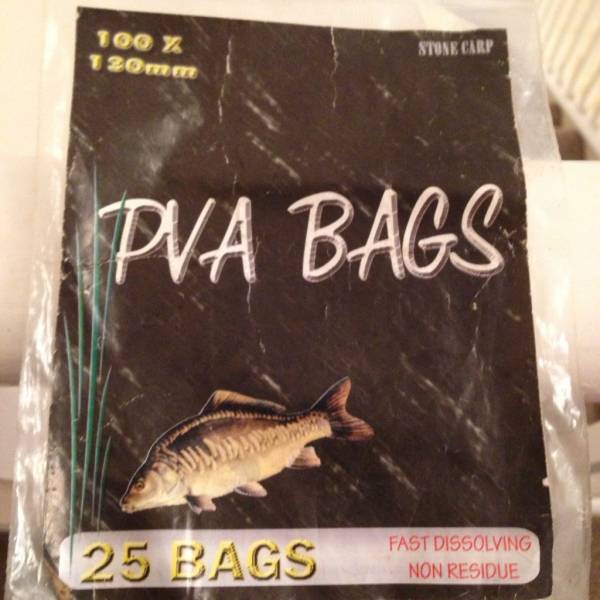 100 X
120mm
STONE CARP
PVA BAGS
25 BAGS
FAST DISSOLVING
NON RESIDUE